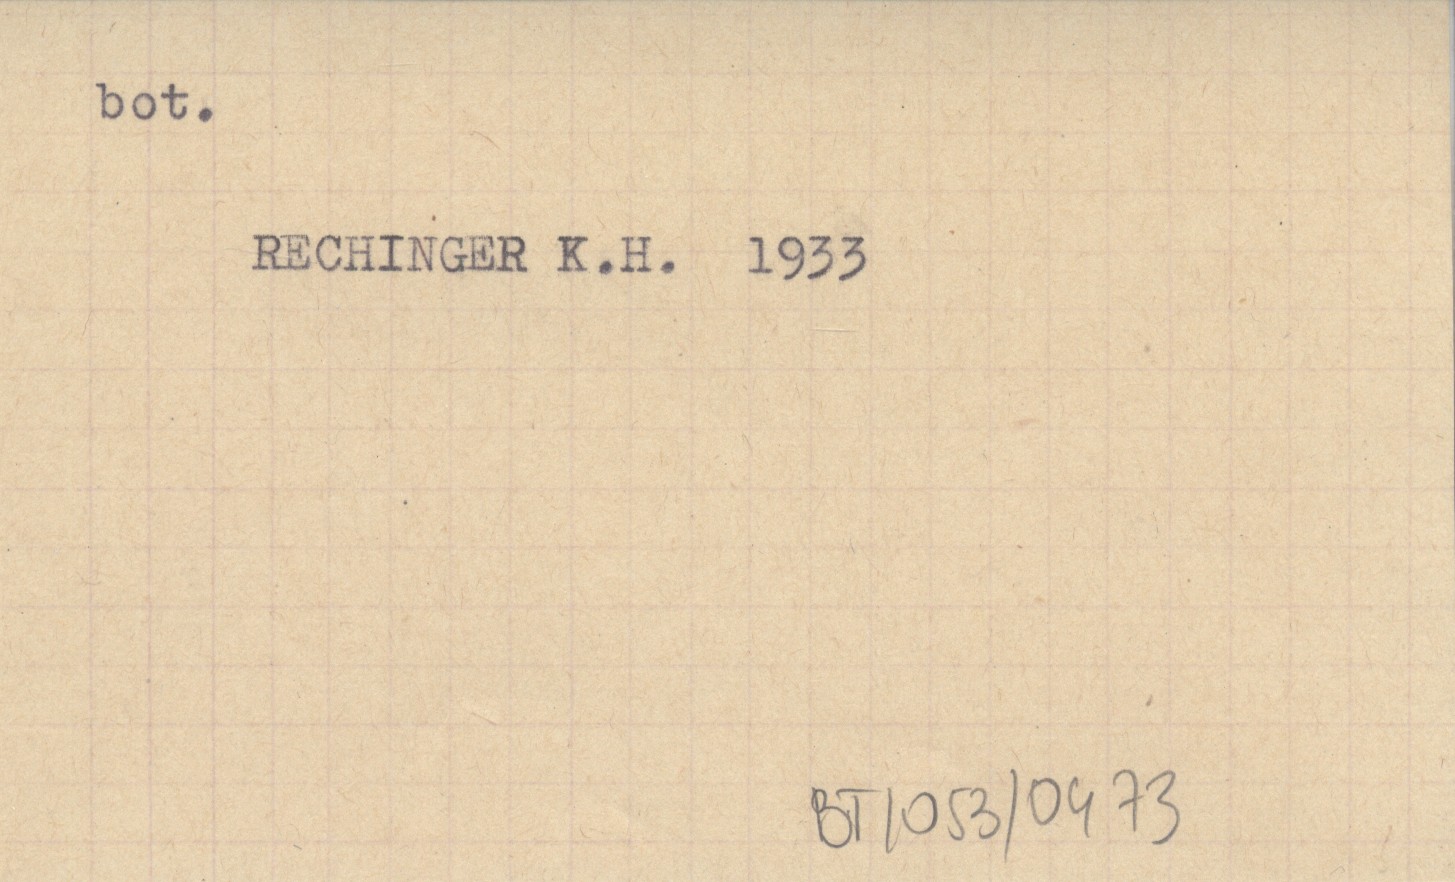 bot.
RECHINGER K.H. 1933
BT/053/0473